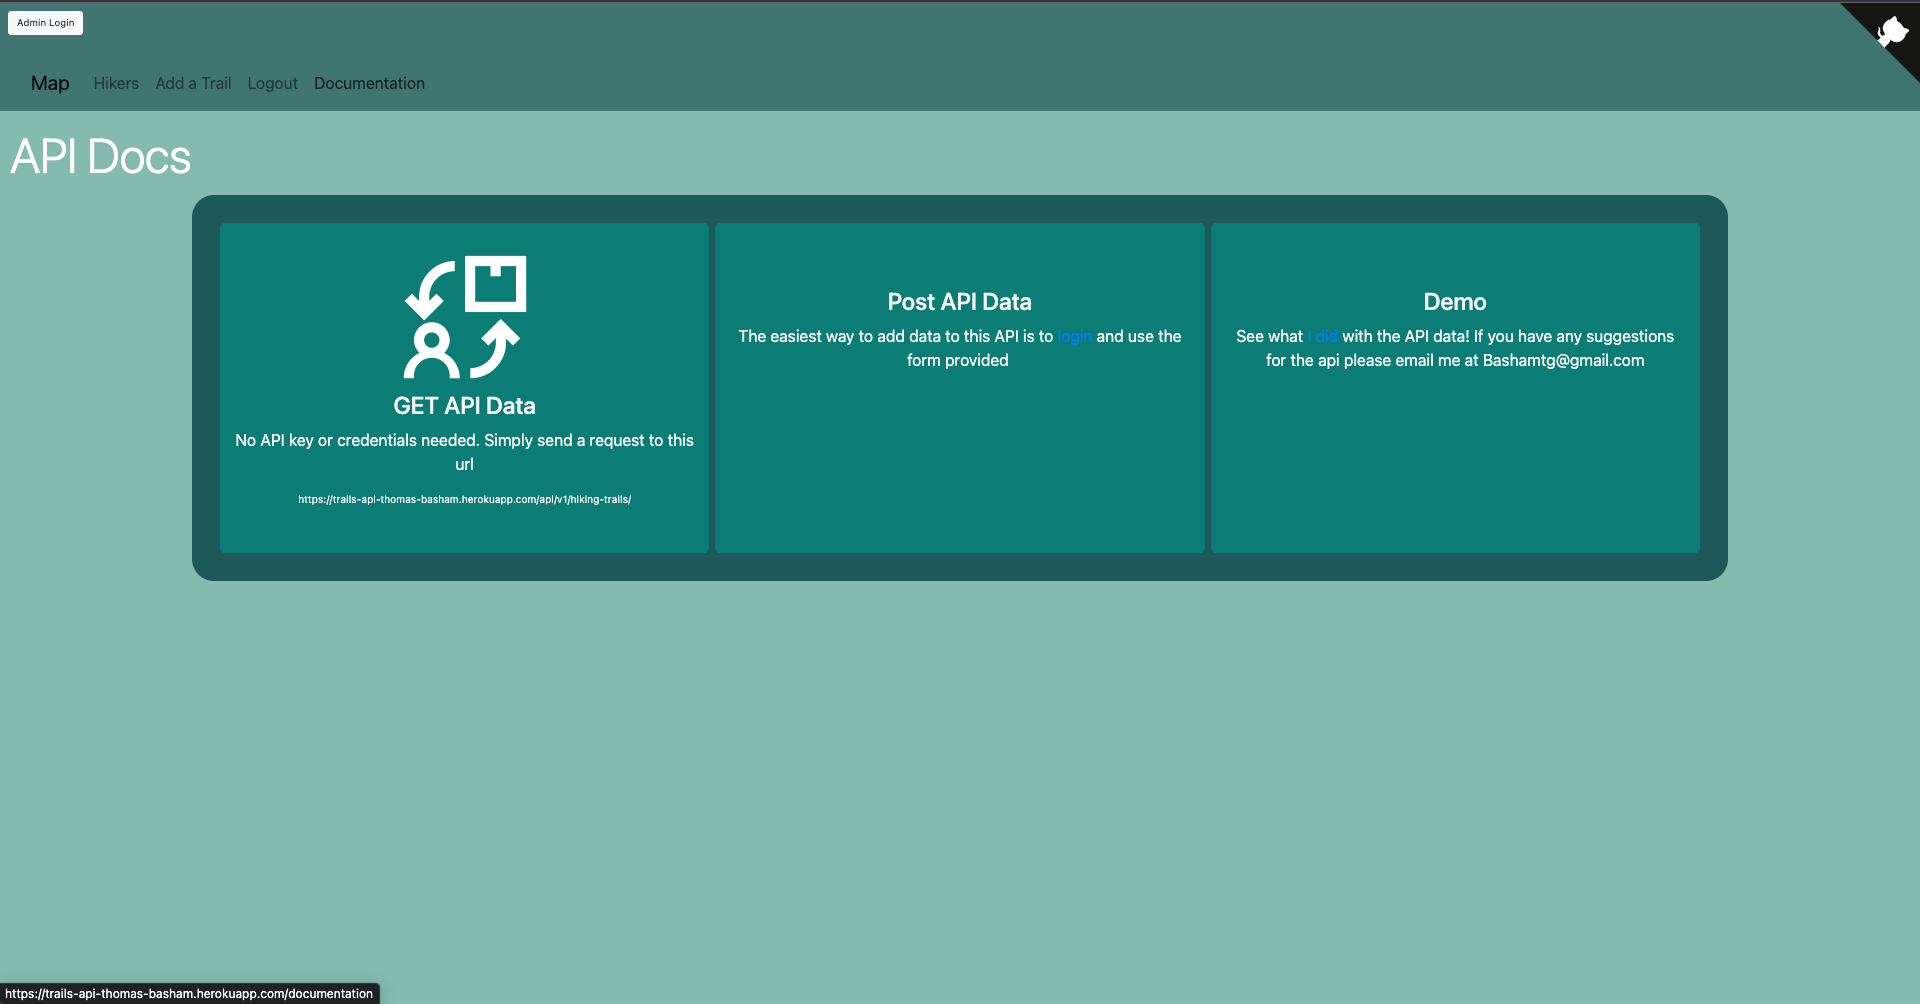 Admin Login
Map Hikers Add a Trail Logout Documentation
API Docs
GET API Data
No API key or credentials needed. Simply send a request to this
url
https://trails-api-thomas-basham.herokuapp.com/api/v1/hiking-trails/
Post API Data
The easiest way to add data to this API is to login and use the
form provided
Demo
See what I did with the API data! If you have any suggestions
for the api please email me at Bashamtg@gmail.com
https://trails-api-thomas-basham.herokuapp.com/documentation